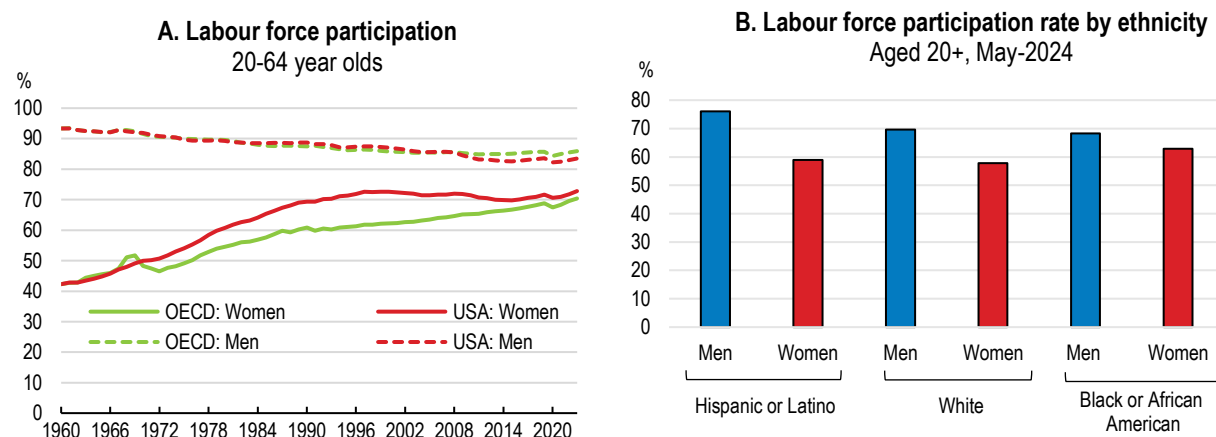 A. Labour force participation
20-64 year olds
%
100
90
80
70
60
50
40
30
20
10
0
OECD: Women
USA: Women
OECD: Men
USA: Men
1960 1966 1972 1978 1984 1990 1996 2002 2008 2014 2020
B. Labour force participation rate by ethnicity
Aged 20+, May-2024
%
80
70
60
50
40
30
20
10
0
Men Women Men Women Men Women
Hispanic or Latino White Black or African
American